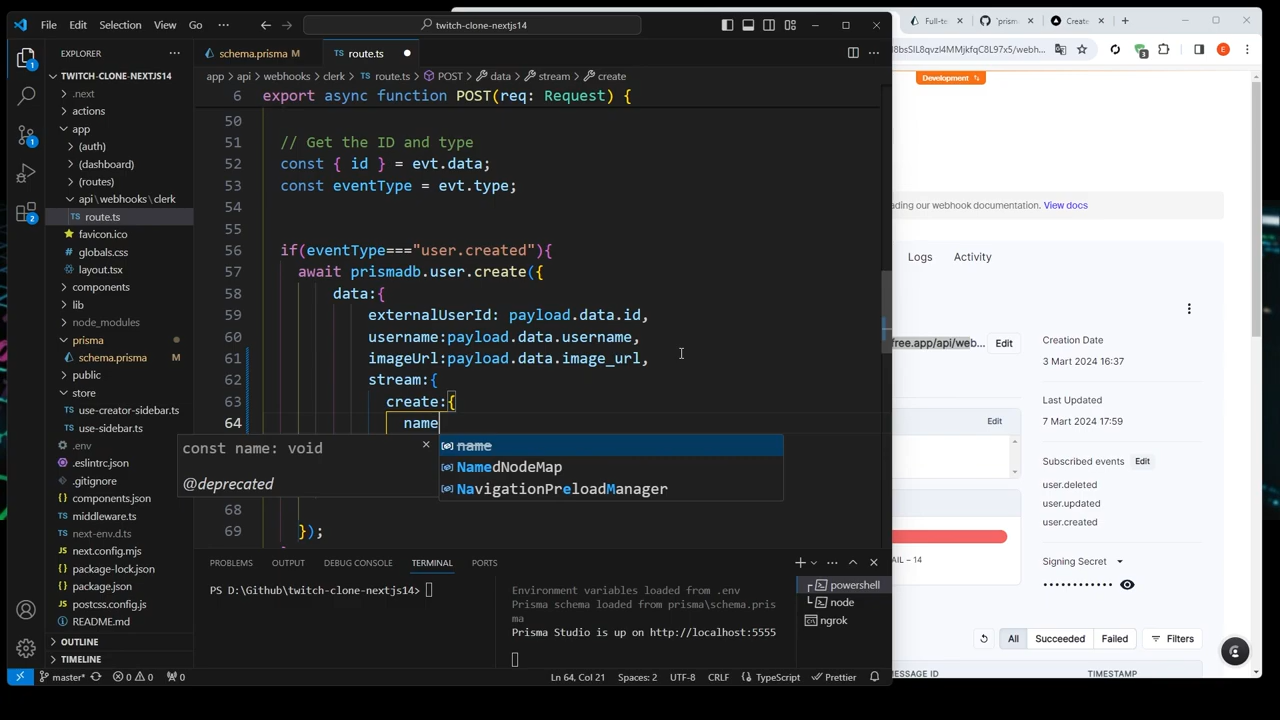 File Edit Selection View Go ···
twitch-clone-nextjs14
EXPLORER ···
TWITCH-CLONE-NEXTJS14
.next
actions
app
(auth)
(dashboard)
(routes)
api\webhooks\clerk
route.ts
favicon.ico
globals.css
layout.tsx
components
lib
node_modules
prisma
schema.prisma M
public
store
use-creator-sidebar.ts
use-sidebar.ts
.env
.eslintrc.json
.gitignore
components.json
middleware.ts
next-env.d.ts
next.config.mjs
package-lock.json
package.json
postcss.config.js
README.md
OUTLINE
TIMELINE
schema.prisma M
route.ts
app > api > webhooks > clerk > route.ts > POST > data > stream > create
6 export async function POST(req: Request) {
50
51 // Get the ID and type
52 const { id } = evt.data;
53 const eventType = evt.type;
54
55
56 if(eventType==="user.created"){
57 await prismadb.user.create({
58 data:{
59 externalUserId: payload.data.id,
60 username:payload.data.username,
61 imageUrl:payload.data.image_url,
62 stream:{
63 create:{
64 name
const name: void
@deprecated
name
NamedNodeMap
NavigationPreloadManager
68
69 });
PROBLEMS OUTPUT DEBUG CONSOLE TERMINAL PORTS
PS D:\Github\twitch-clone-nextjs14>
Environment variables loaded from .env
Prisma schema loaded from prisma\schema.pris
ma
Prisma Studio is up on http://localhost:5555
powershell
node
ngrok
master* 0 0 0
Ln 64, Col 21 Spaces: 2 UTF-8 CRLF TypeScript Prettier
Full-te
"prism
Create
8bsSIL8qvzl4MMjkfqC8L97x5/webh...
3
E
Development
ading our webhook documentation. View docs
Logs Activity
free.app/api/web... Edit
Creation Date
3 Mart 2024 16:37
Last Updated
7 Mart 2024 17:59
Edit
Subscribed events Edit
user.deleted
user.updated
user.created
AIL – 14
Signing Secret
All Succeeded Failed Filters
MESSAGE ID TIMESTAMP